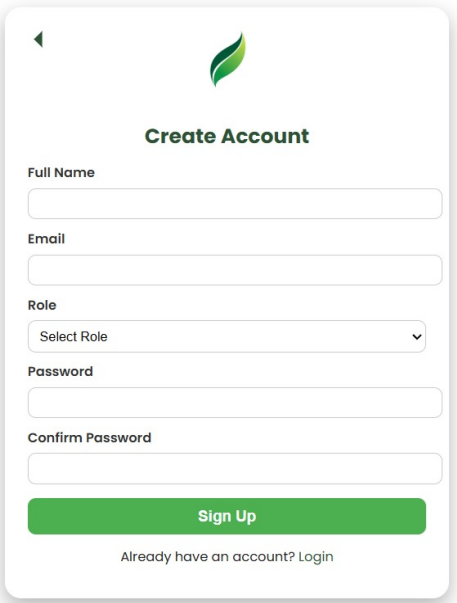 Create Account
Full Name
Email
Role
Select Role
Password
Confirm Password
Sign Up
Already have an account? Login